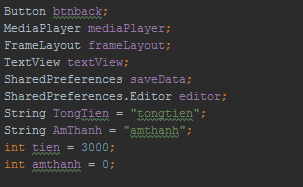 Button btnback;
MediaPlayer mediaPlayer;
FrameLayout frameLayout;
TextView textView;
SharedPreferences saveData;
SharedPreferences.Editor editor;
String TongTien = "tongtien";
String AmThanh = "amthanh";
int tien = 3000;
int amthanh = 0;